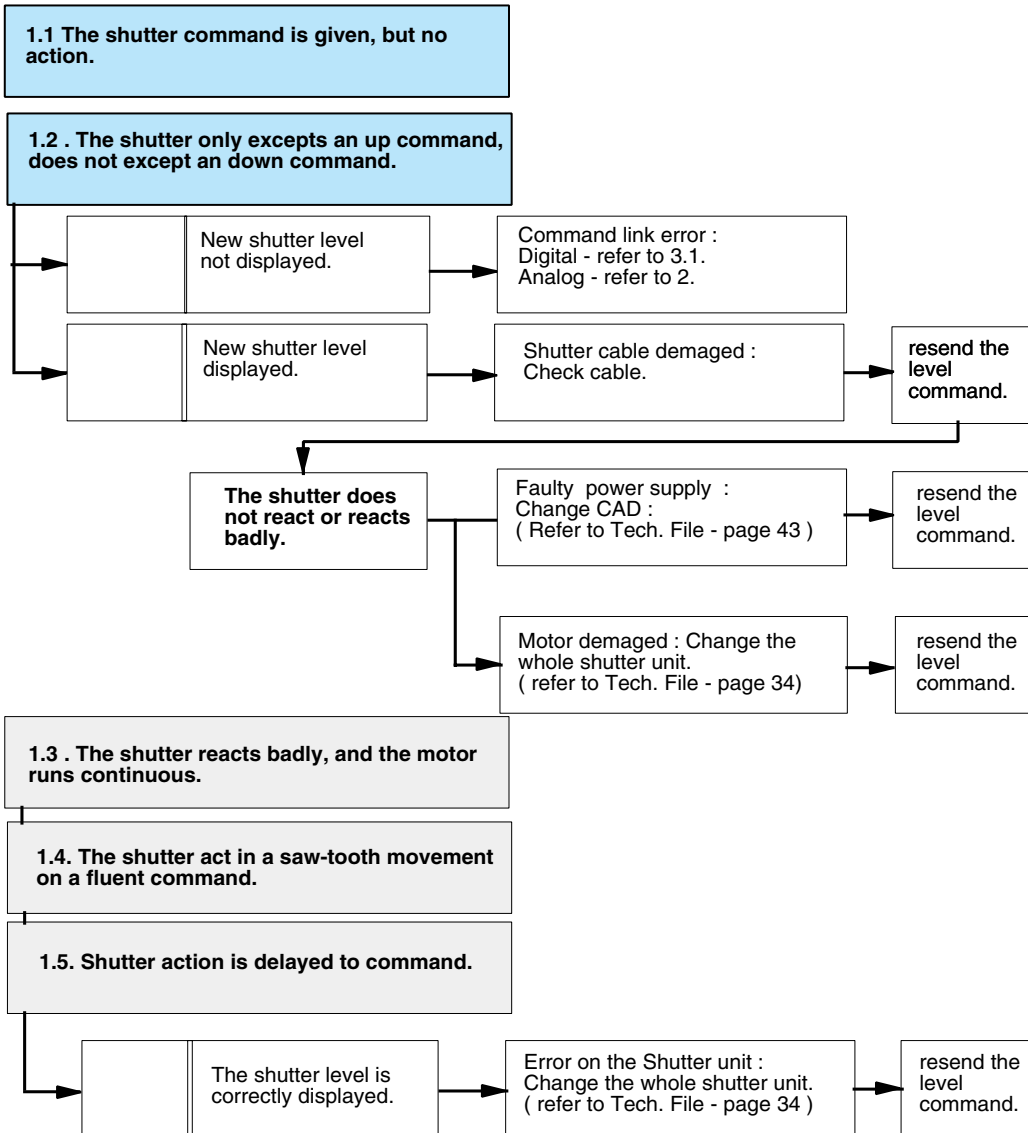 1.1 The shutter command is given, but no
action.
1.2 . The shutter only excepts an up command,
does not except an down command.
New shutter level
not displayed.
Command link error :
Digital - refer to 3.1.
Analog - refer to 2.
New shutter level
displayed.
Shutter cable demaged :
Check cable.
resend the
level
command.
The shutter does
not react or reacts
badly.
Faulty power supply :
Change CAD :
( Refer to Tech. File - page 43 )
resend the
level
command.
Motor demaged : Change the
whole shutter unit.
( refer to Tech. File - page 34)
resend the
level
command.
1.3 . The shutter reacts badly, and the motor
runs continuous.
1.4. The shutter act in a saw-tooth movement
on a fluent command.
1.5. Shutter action is delayed to command.
The shutter level is
correctly displayed.
Error on the Shutter unit :
Change the whole shutter unit.
( refer to Tech. File - page 34 )
resend the
level
command.